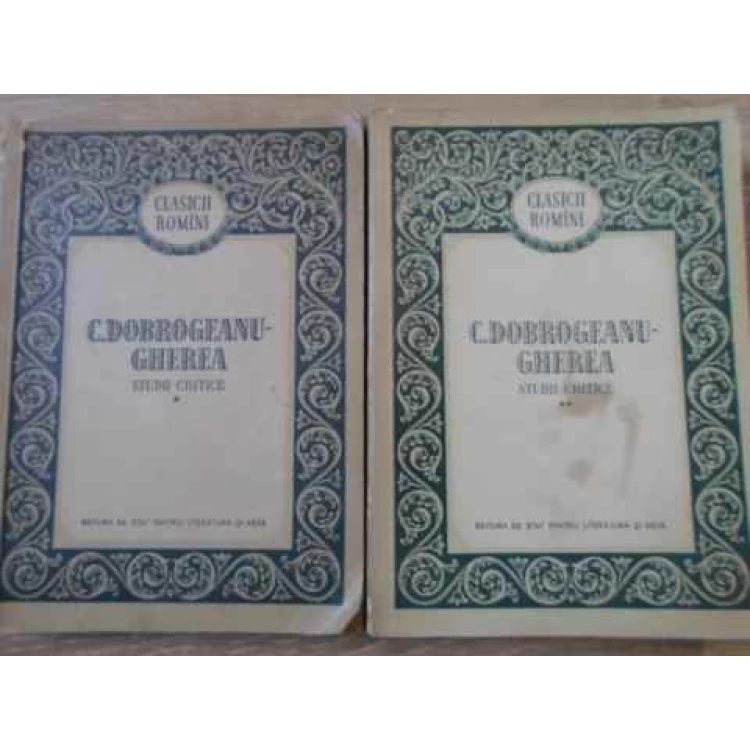 CLASICII
ROMÎNI
C.DOBROGEANU-
GHEREA
STUDII CRITICE
*
EDITURA DE STAT PENTRU LITERATURĂ ȘI ARTĂ
CLASICII
ROMÎNI
C.DOBROGEANU-
GHEREA
STUDII CRITICE
**
EDITURA DE STAT PENTRU LITERATURĂ ȘI ARTĂ